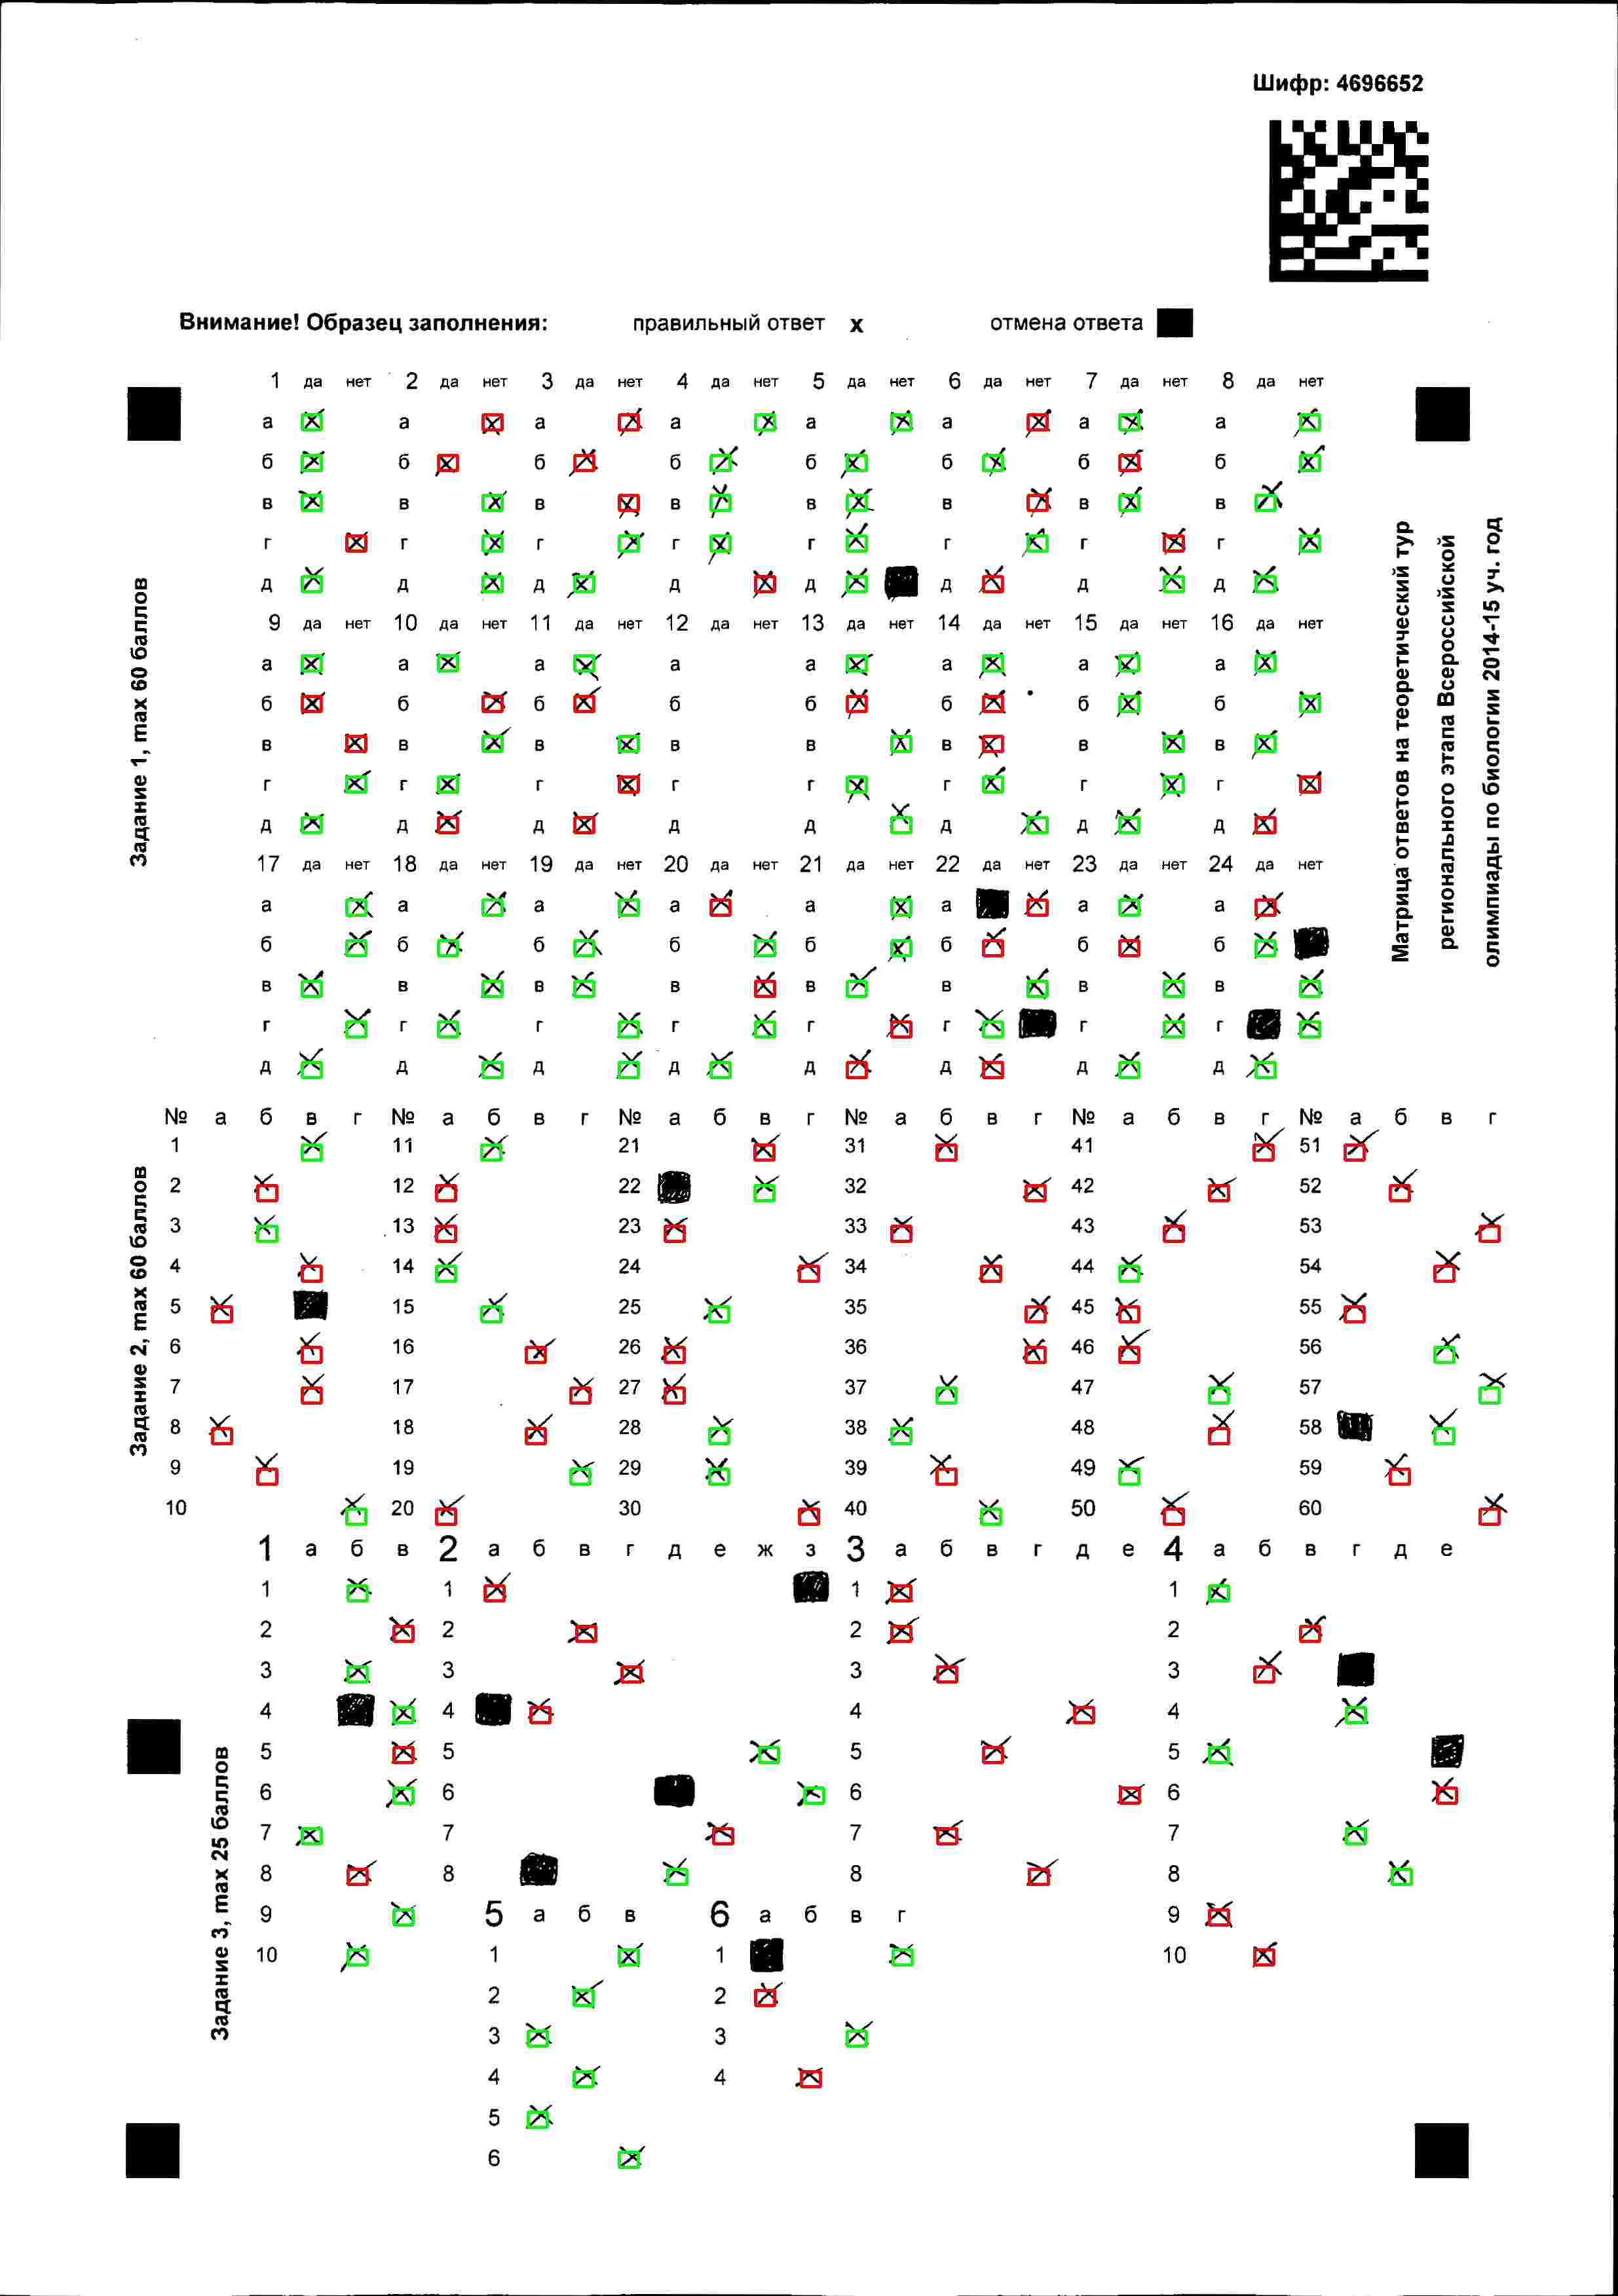 Шифр: 4696652
Внимание! Образец заполнения: правильный ответ x отмена ответа
1 да нет 2 да нет 3 да нет 4 да нет 5 да нет 6 да нет 7 да нет 8 да нет
а а а а а а а а
б б б б б б б б
в в в в в в в в
г г г г г г г г
д д д д д д д д
9 да нет 10 да нет 11 да нет 12 да нет 13 да нет 14 да нет 15 да нет 16 да нет
а а а а а а а а
б б б б б б б б
в в в в в в в в
г г г г г г г г
д д д д д д д д
17 да нет 18 да нет 19 да нет 20 да нет 21 да нет 22 да нет 23 да нет 24 да нет
а а а а а а а а
б б б б б б б б
в в в в в в в в
г г г г г г г г
д д д д д д д д
Задание 1, max 60 баллов
Матрица ответов на теоретический тур
регионального этапа Всероссийской
олимпиады по биологии 2014-15 уч. год
№ а б в г № а б в г № а б в г № а б в г № а б в г № а б в г
1 11 21 31 41 51
2 12 22 32 42 52
3 13 23 33 43 53
4 14 24 34 44 54
5 15 25 35 45 55
6 16 26 36 46 56
7 17 27 37 47 57
8 18 28 38 48 58
9 19 29 39 49 59
10 20 30 40 50 60
Задание 2, max 60 баллов
1 а б в 2 а б в г д е ж з 3 а б в г д е 4 а б в г д е
1 1 1 1
2 2 2 2
3 3 3 3
4 4 4 4
5 5 5 5
6 6 6 6
7 7 7 7
8 8 8 8
9 5 а б в 6 а б в г 9
10 1 1 10
2 2
3 3
4 4
5
6
Задание 3, max 25 баллов